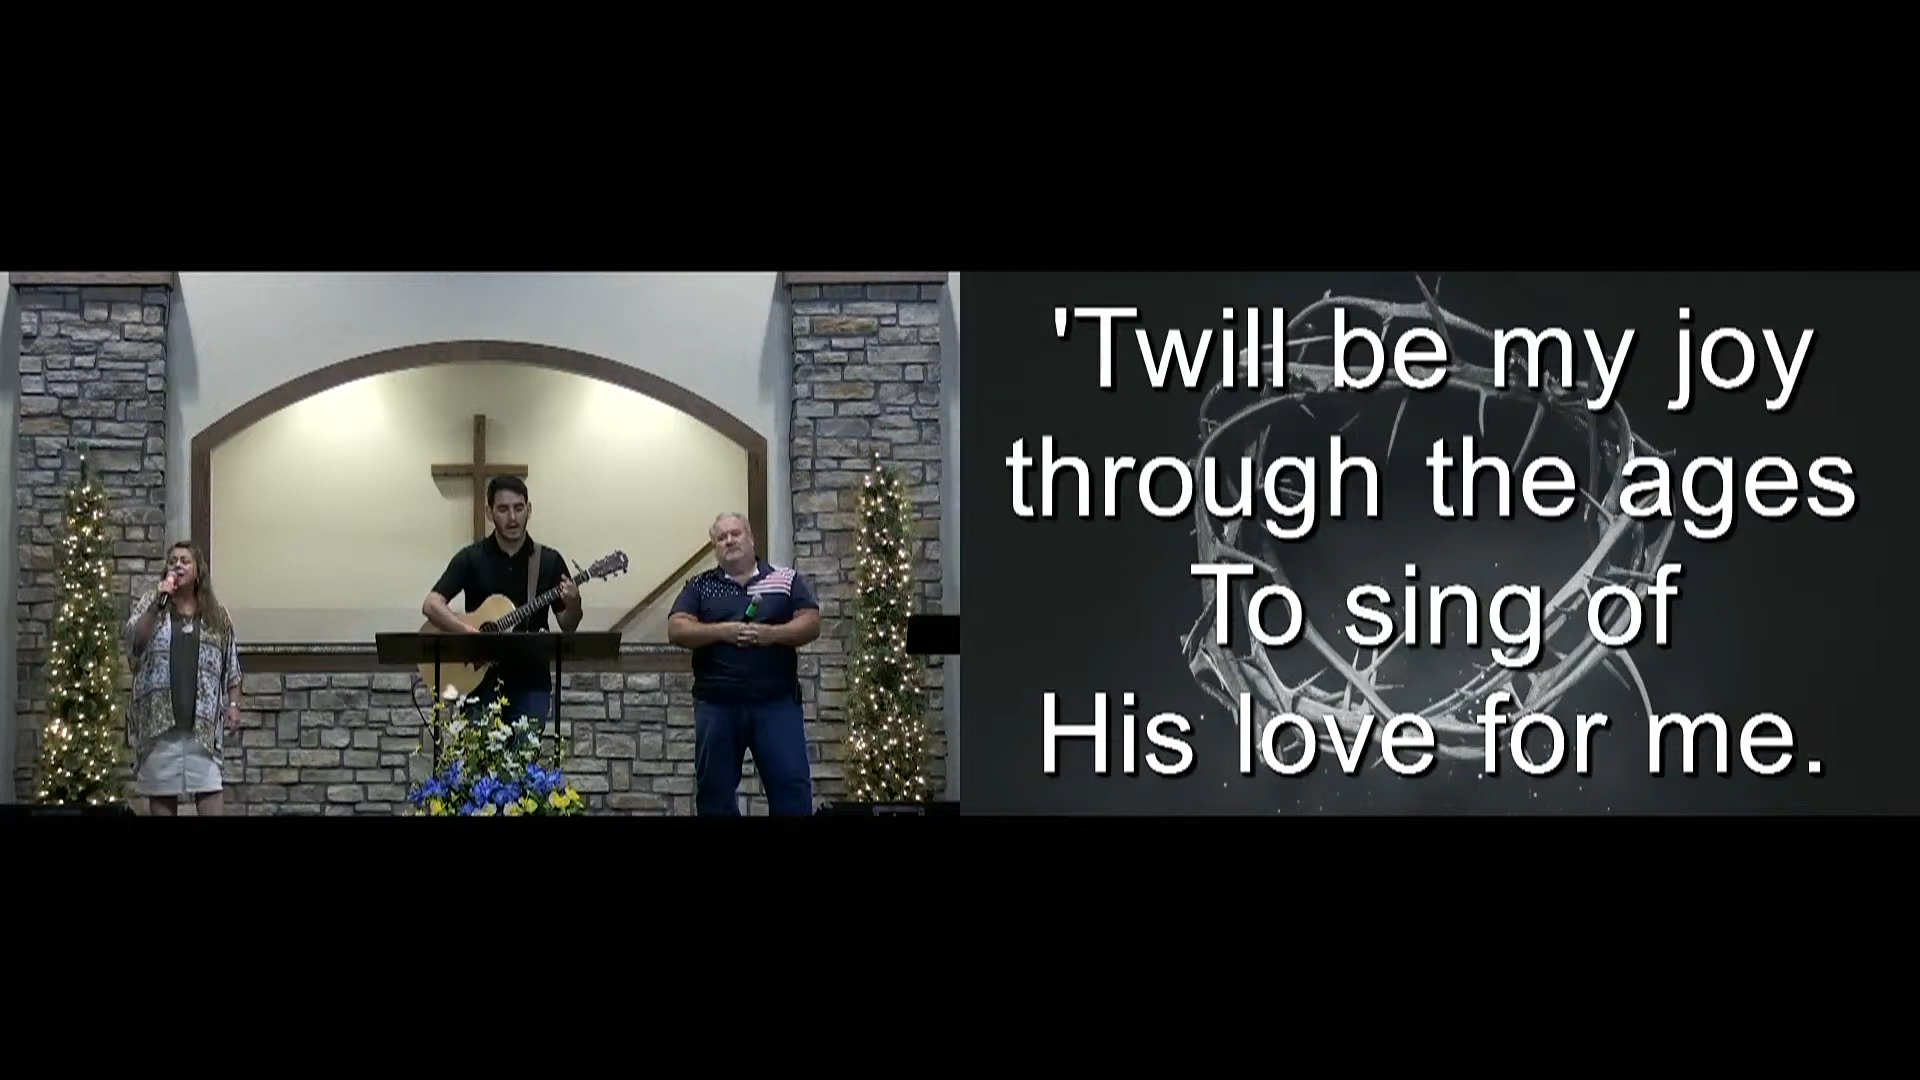 'Twill be my joy
through the ages
To sing of
His love for me.